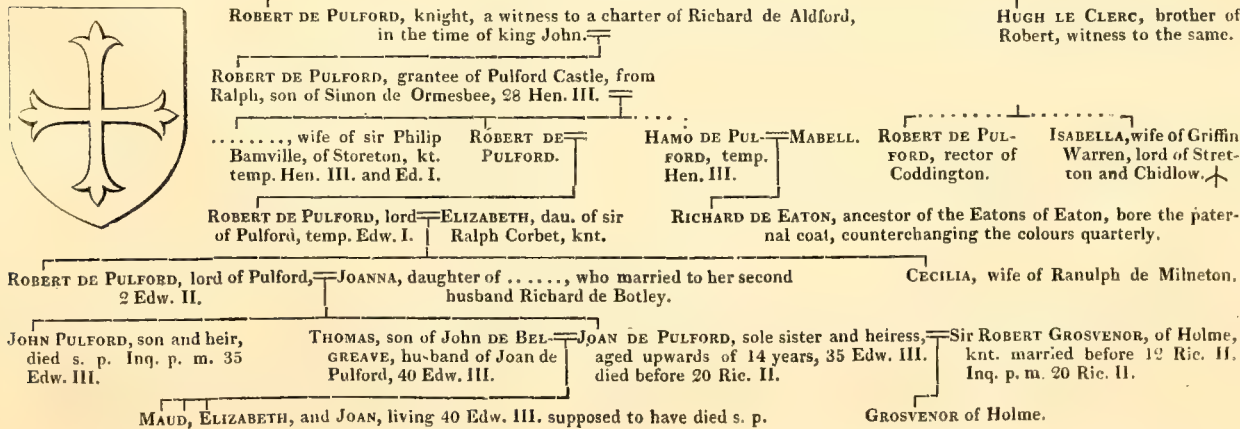 ROBERT DE PULFORD, knight, a witness to a charter of Richard de Aldford,
in the time of king John.
HUGH LE CLERC, brother of
Robert, witness to the same.
ROBERT DE PULFORD, grantee of Pulford Castle, from
Ralph, son of Simon de Ormesbee, 28 Hen. III.
........, wife of sir Philip
Bamville, of Storeton, kt.
temp. Hen. III. and Ed. I.
ROBERT DE
PULFORD.
HAMO DE PUL-
FORD, temp.
Hen. III.
MABELL.
ROBERT DE PUL-
FORD, rector of
Coddington.
ISABELLA, wife of Griffin
Warren, lord of Stret-
ton and Chidlow.
ROBERT DE PULFORD, lord
of Pulford, temp. Edw. I.
ELIZABETH, dau. of sir
Ralph Corbet, knt.
RICHARD DE EATON, ancestor of the Eatons of Eaton, bore the pater-
nal coat, counterchanging the colours quarterly.
ROBERT DE PULFORD, lord of Pulford,
2 Edw. II.
JOANNA, daughter of ......, who married to her second
husband Richard de Botley.
CECILIA, wife of Ranulph de Milneton.
JOHN PULFORD, son and heir,
died s. p. Inq. p. m. 35
Edw. III.
THOMAS, son of John DE BEL-
GREAVE, husband of Joan de
Pulford, 40 Edw. III.
JOAN DE PULFORD, sole sister and heiress,
aged upwards of 14 years, 35 Edw. III.
died before 20 Ric. II.
Sir ROBERT GROSVENOR, of Holme,
knt. married before 12 Ric. II.
Inq. p. m. 20 Ric. II.
MAUD, ELIZABETH, and JOAN, living 40 Edw. III. supposed to have died s. p.
GROSVENOR of Holme.